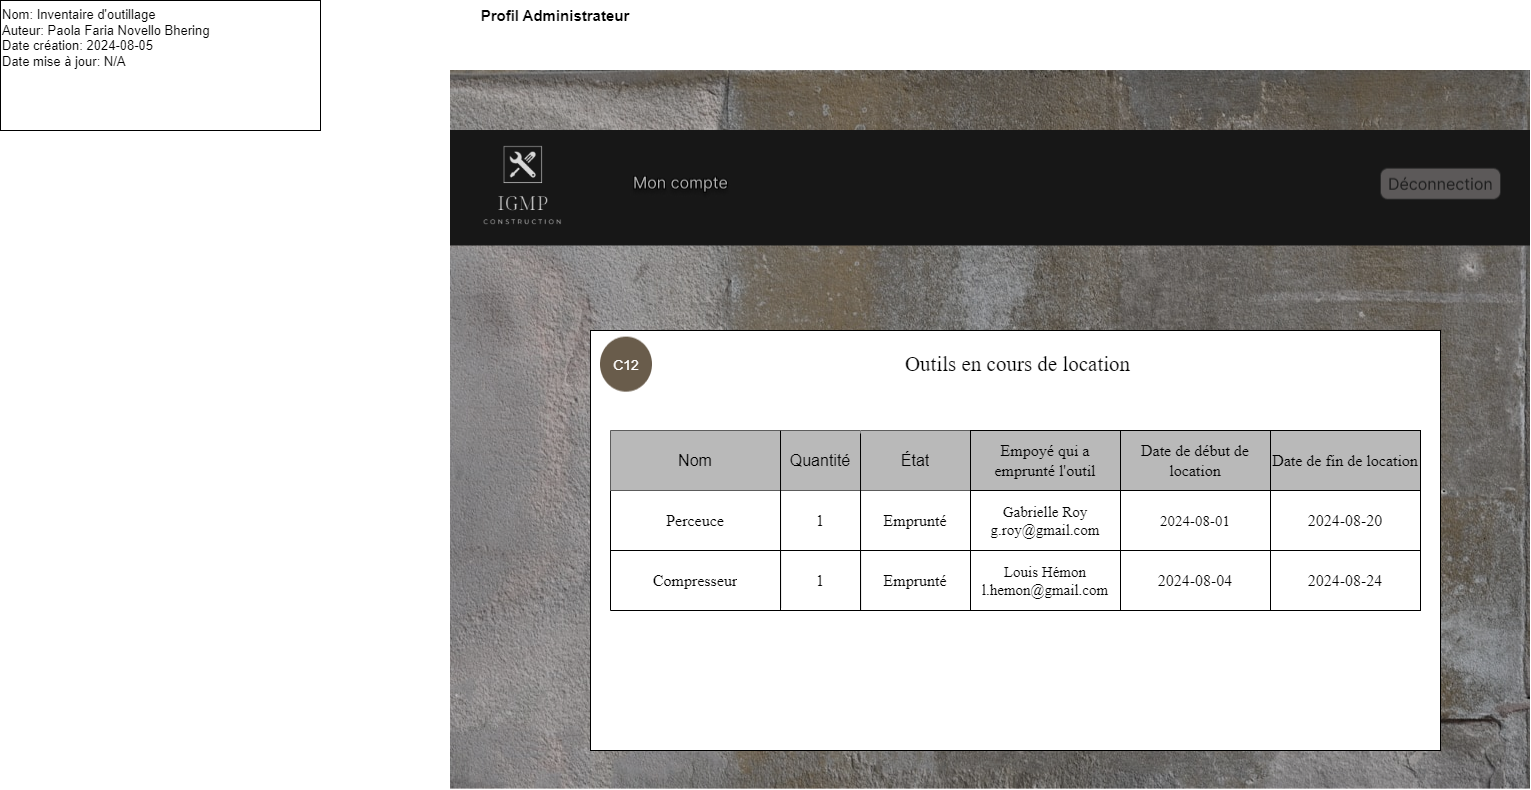 Nom: Inventaire d'outillage
Auteur: Paola Faria Novello Bhering
Date création: 2024-08-05
Date mise à jour: N/A
Profil Administrateur
IGMP
CONSTRUCTION
Mon compte
Déconnection
C12
Outils en cours de location
Nom
Quantité
État
Empoyé qui a
emprunté l'outil
Date de début de
location
Date de fin de location
Perceuce
1
Emprunté
Gabrielle Roy
g.roy@gmail.com
2024-08-01
2024-08-20
Compresseur
1
Emprunté
Louis Hémon
l.hemon@gmail.com
2024-08-04
2024-08-24